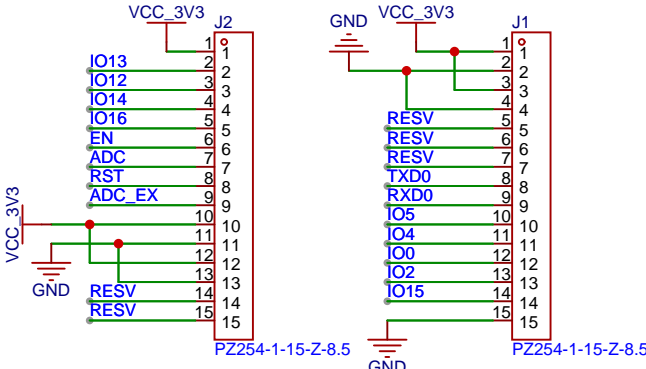 VCC_3V3
J2
1
1
IO13
2
2
IO12
3
3
IO14
4
4
IO16
5
5
EN
6
6
ADC
7
7
RST
8
8
ADC_EX
9
9
VCC_3V3
10
10
11
11
12
12
GND
13
13
RESV
14
14
RESV
15
15
PZ254-1-15-Z-8.5
GND
VCC_3V3
J1
1
1
2
2
3
3
4
4
RESV
5
5
RESV
6
6
RESV
7
7
TXD0
8
8
RXD0
9
9
IO5
10
10
IO4
11
11
IO0
12
12
IO2
13
13
IO15
14
14
15
15
GND
PZ254-1-15-Z-8.5